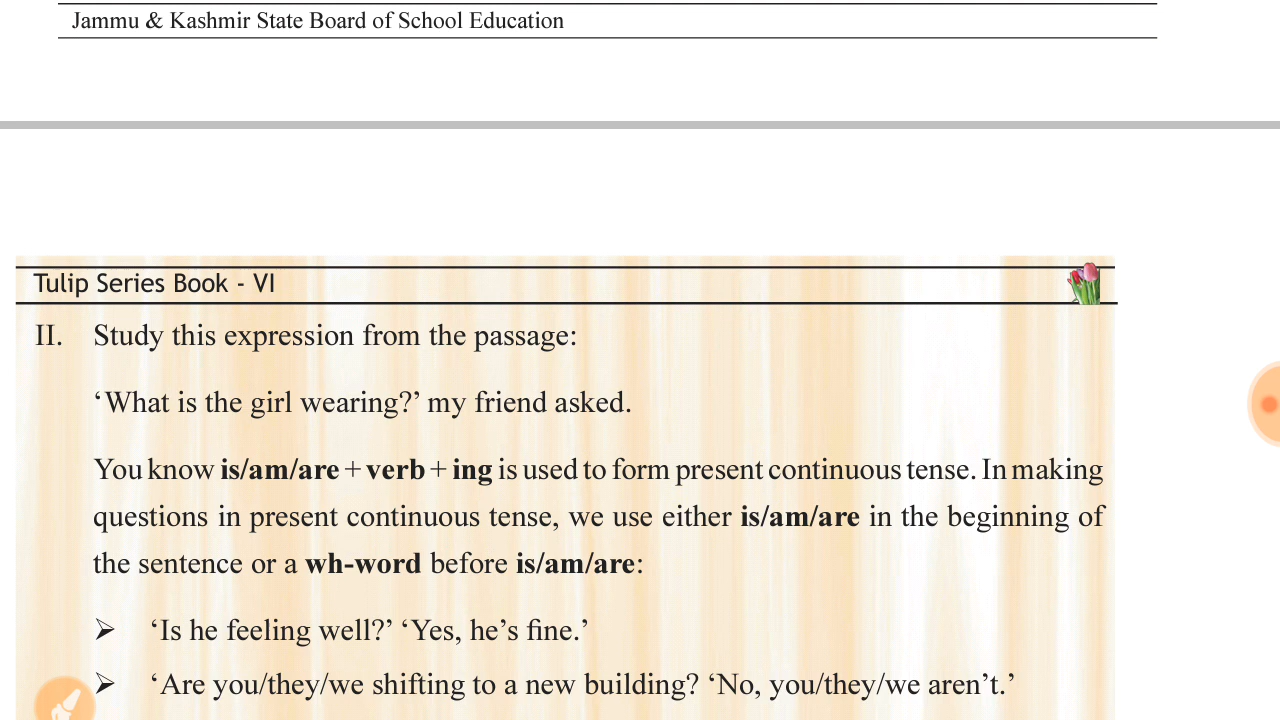 Jammu & Kashmir State Board of School Education
Tulip Series Book - VI
II. Study this expression from the passage:
‘What is the girl wearing?’ my friend asked.
You know is/am/are + verb + ing is used to form present continuous tense. In making
questions in present continuous tense, we use either is/am/are in the beginning of
the sentence or a wh-word before is/am/are:
➢ ‘Is he feeling well?’ ‘Yes, he’s fine.’
➢ ‘Are you/they/we shifting to a new building? ‘No, you/they/we aren’t.’